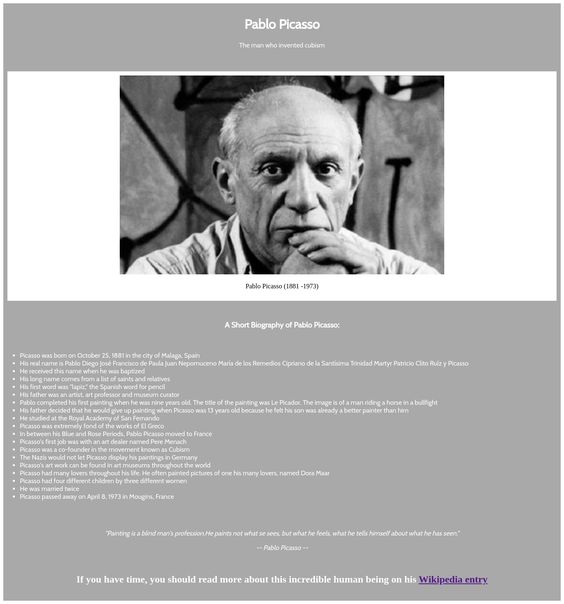 Pablo Picasso
The man who invented cubism
Pablo Picasso (1881 -1973)
A Short Biography of Pablo Picasso:
Picasso was born on October 25, 1881 in the city of Malaga, Spain
His real name is Pablo Diego José Francisco de Paula Juan Nepomuceno María de los Remedios Cipriano de la Santísima Trinidad Martyr Patricio Clito Ruíz y Picasso
He received this name when he was baptized
His long name comes from a list of saints and relatives
His first word was "lapiz," the Spanish word for pencil
His father was an artist, art professor and museum curator
Pablo completed his first painting when he was nine years old. The title of the painting was Le Picador. The image is of a man riding a horse in a bullfight
His father decided that he would give up painting when Picasso was 13 years old because he felt his son was already a better painter than him
He studied at the Royal Academy of San Fernando
Picasso was extremely fond of the works of El Greco
In between his Blue and Rose Periods, Pablo Picasso moved to France
Picasso's first job was with an art dealer named Pere Menach
Picasso was a co-founder in the movement known as Cubism
The Nazis would not let Picasso display his paintings in Germany
Picasso's art work can be found in art museums throughout the world
Picasso had many lovers throughout his life. He often painted pictures of one his many lovers, named Dora Maar
Picasso had four different children by three different women
He was married twice
Picasso passed away on April 8, 1973 in Mougins, France
"Painting is a blind man's profession.He paints not what se sees, but what he feels, what he tells himself about what he has seen."
-- Pablo Picasso --
If you have time, you should read more about this incredible human being on his Wikipedia entry